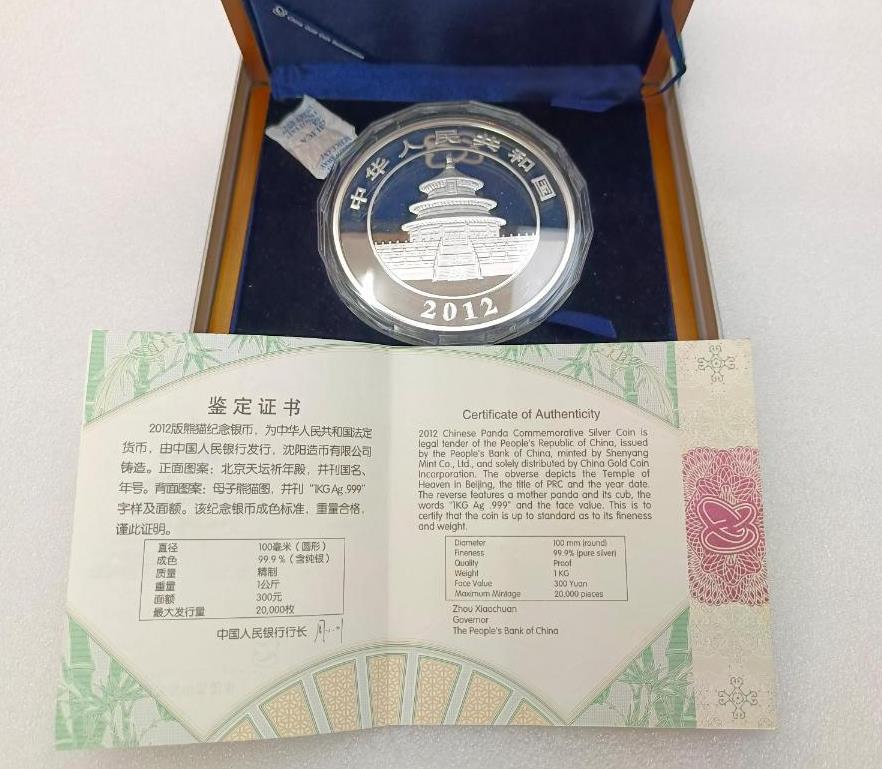 China Gold Coin Incorporation
SILICA
中华人民共和国
2012
鉴定证书
2012版熊猫纪念银币，为中华人民共和国法定
货币，由中国人民银行发行，沈阳造币有限公司
铸造。正面图案：北京天坛祈年殿，并刊国名、
年号。背面图案：母子熊猫图，并刊“1KG Ag .999”
字样及面额。该纪念银币成色标准，重量合格，
谨此证明。
直径 100毫米（圆形）
成色 99.9％（含纯银）
质量 精制
重量 1公斤
面额 300元
最大发行量 20,000枚
中国人民银行行长
Certificate of Authenticity
2012 Chinese Panda Commemorative Silver Coin is
legal tender of the People's Republic of China, issued
by the People's Bank of China, minted by Shenyang
Mint Co., Ltd., and solely distributed by China Gold Coin
Incorporation. The obverse depicts the Temple of
Heaven in Beijing, the title of PRC and the year date.
The reverse features a mother panda and its cub, the
words "1KG Ag .999" and the face value. This is to
certify that the coin is up to standard as to its fineness
and weight.
Diameter 100 mm (round)
Fineness 99.9% (pure silver)
Quality Proof
Weight 1 KG
Face Value 300 Yuan
Maximum Mintage 20,000 pieces
Zhou Xiaochuan
Governor
The People's Bank of China